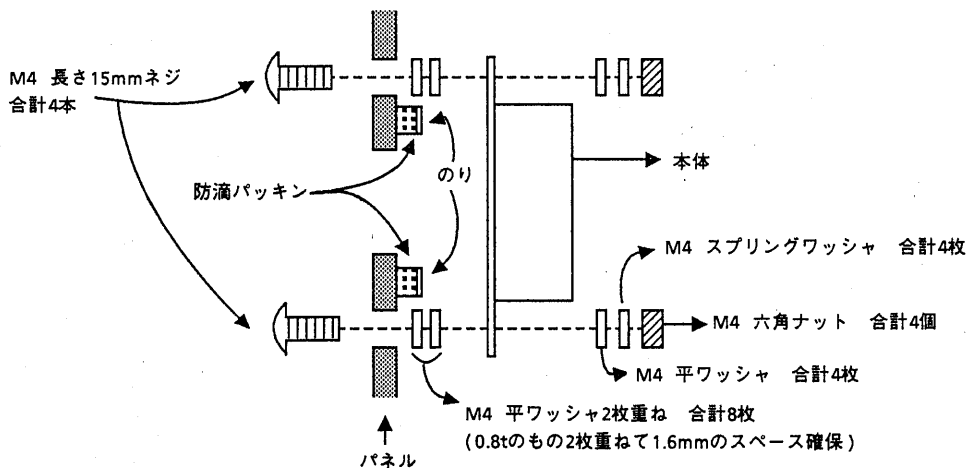 M4 長さ15mmネジ
合計4本
防滴パッキン
のり
本体
M4 スプリングワッシャ 合計4枚
M4 六角ナット 合計4個
M4 平ワッシャ 合計4枚
M4 平ワッシャ2枚重ね 合計8枚
(0.8tのもの2枚重ねて1.6mmのスペース確保)
パネル